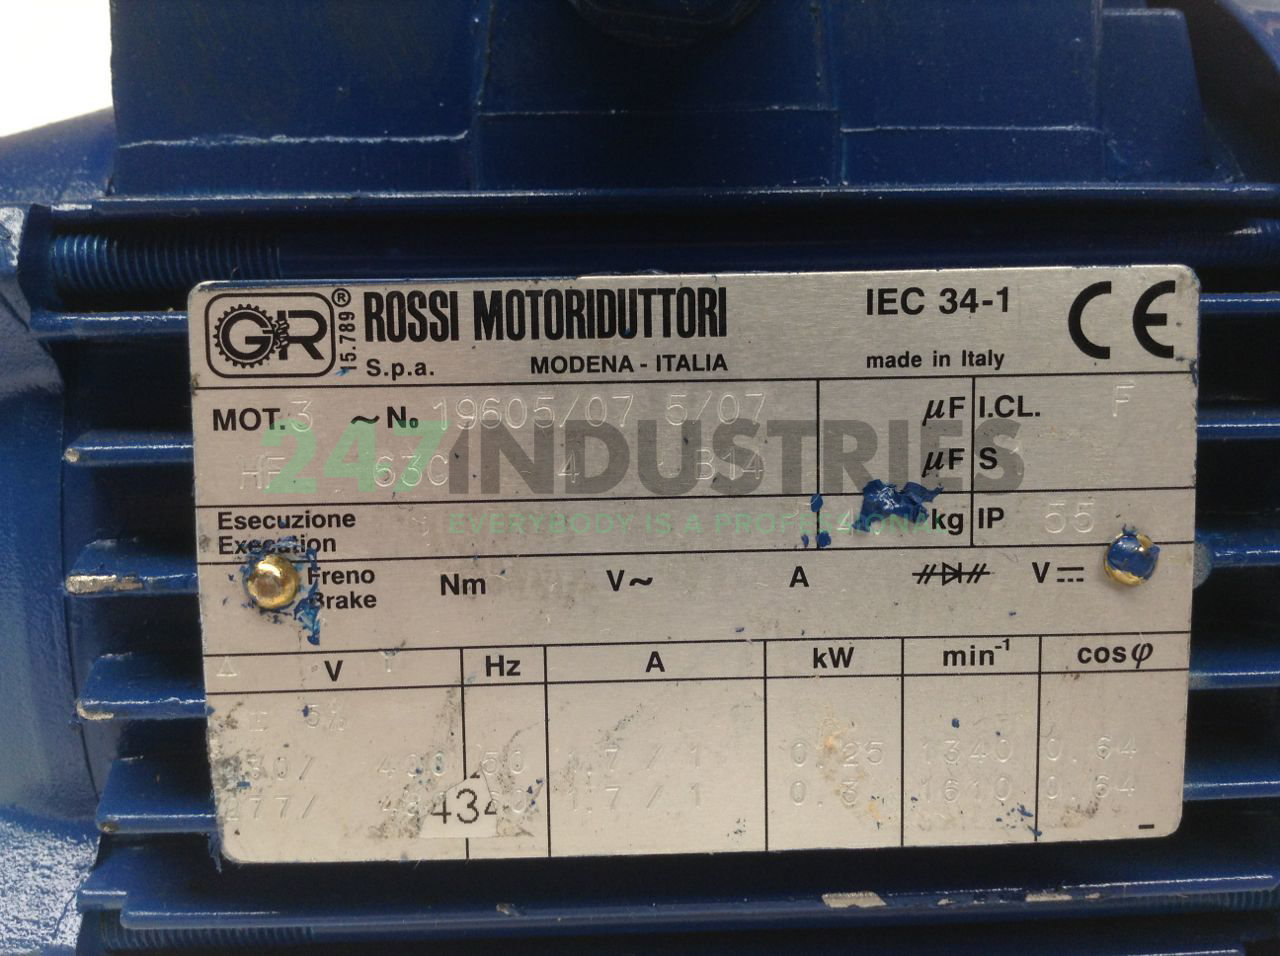 GR ® 15.789 ROSSI MOTORIDUTTORI
S.p.a. MODENA - ITALIA
IEC 34-1
made in Italy
CE
MOT. 3 ~ No 19605/07 5/07 μF I.CL. F
HF 63C 4 B14 μF S
247 INDUSTRIES
EVERYBODY IS A PROFESSIONAL
Esecuzione
Execution
kg IP 55
Freno
Brake
Nm V~ A V
Δ V Y Hz A kW min-1 cosφ
5%
400 50 1.7 / 1 0.25 1340 0.64
277/ 1.7 / 1 0.3 0.64
434